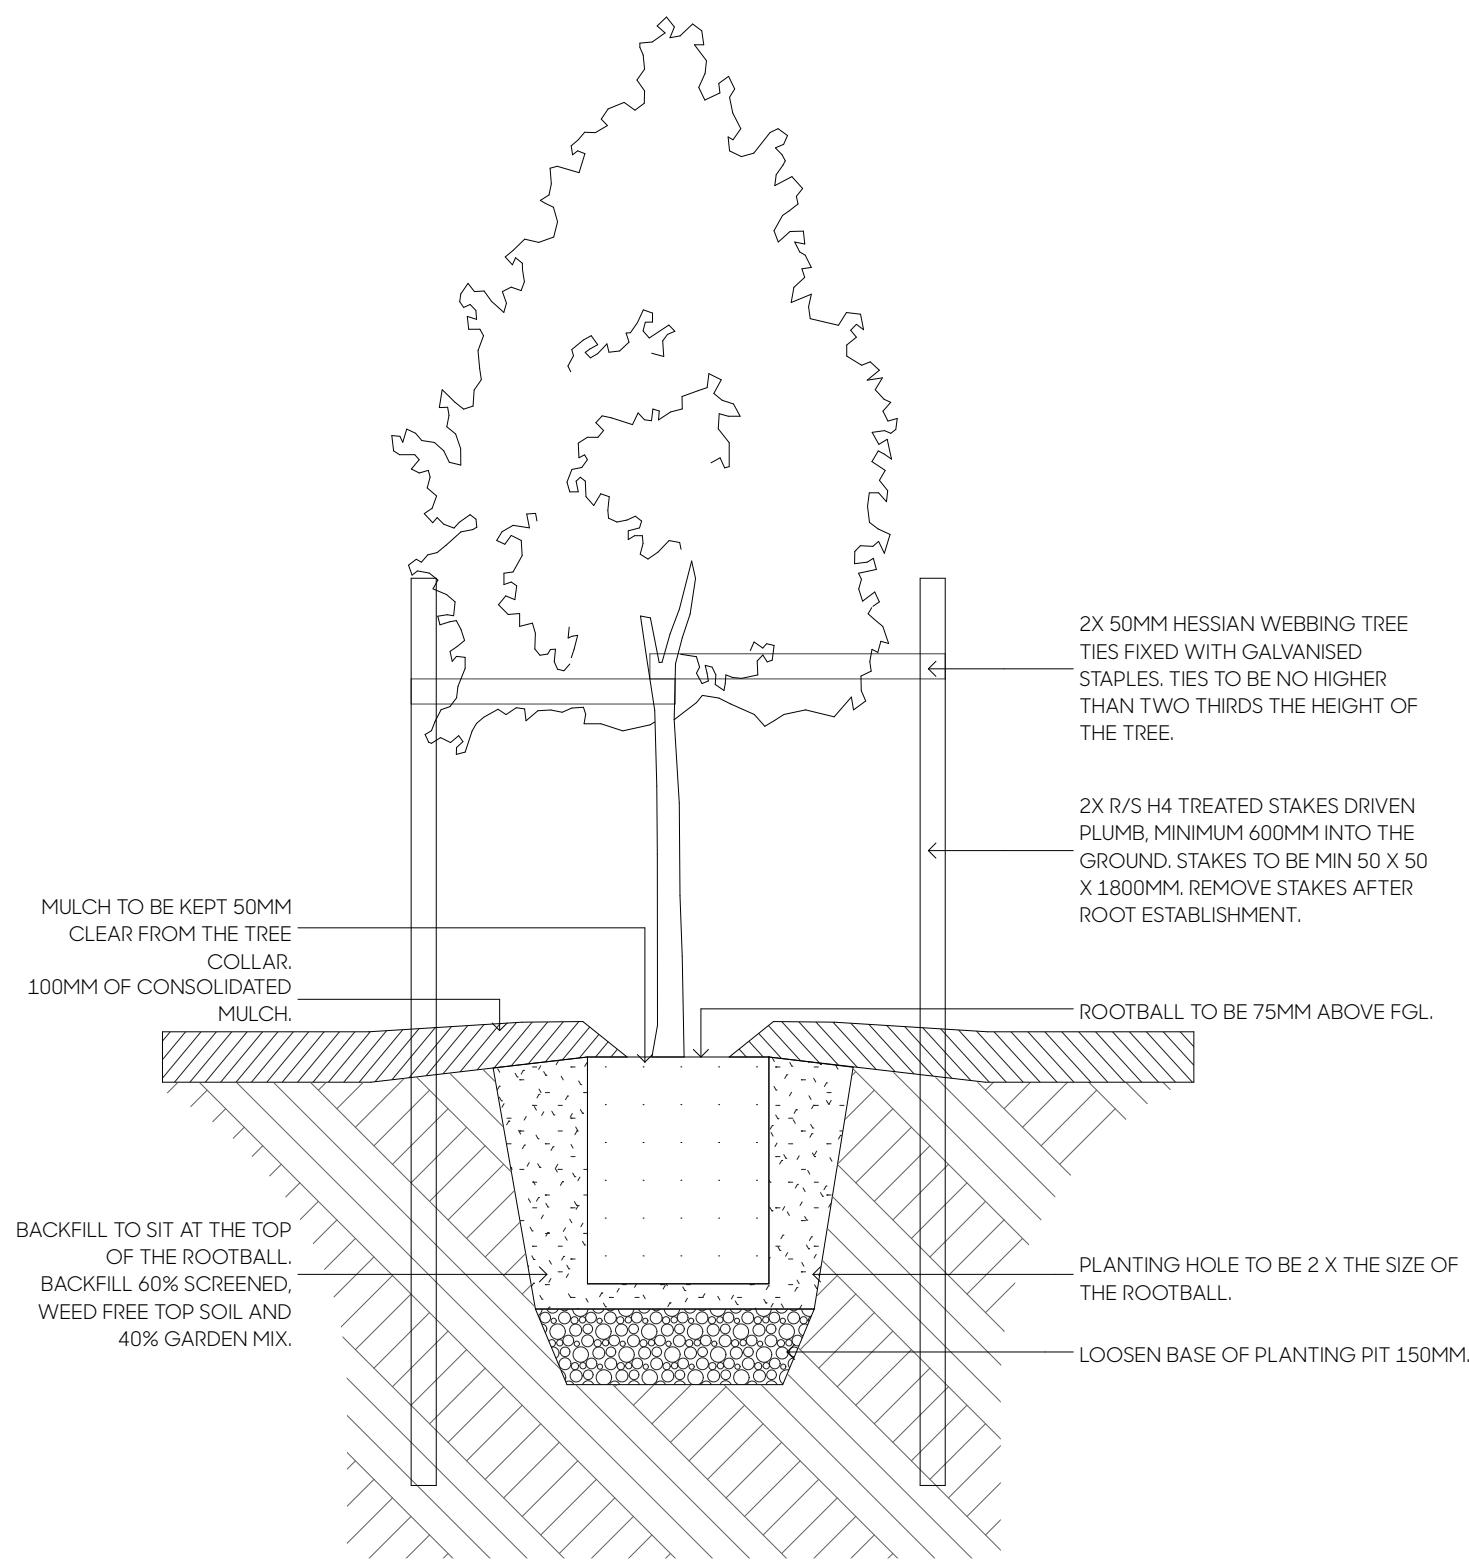 2X 50MM HESSIAN WEBBING TREE
TIES FIXED WITH GALVANISED
STAPLES. TIES TO BE NO HIGHER
THAN TWO THIRDS THE HEIGHT OF
THE TREE.
2X R/S H4 TREATED STAKES DRIVEN
PLUMB, MINIMUM 600MM INTO THE
GROUND. STAKES TO BE MIN 50 X 50
X 1800MM. REMOVE STAKES AFTER
ROOT ESTABLISHMENT.
MULCH TO BE KEPT 50MM
CLEAR FROM THE TREE
COLLAR.
100MM OF CONSOLIDATED
MULCH.
ROOTBALL TO BE 75MM ABOVE FGL.
BACKFILL TO SIT AT THE TOP
OF THE ROOTBALL.
BACKFILL 60% SCREENED,
WEED FREE TOP SOIL AND
40% GARDEN MIX.
PLANTING HOLE TO BE 2 X THE SIZE OF
THE ROOTBALL.
LOOSEN BASE OF PLANTING PIT 150MM.